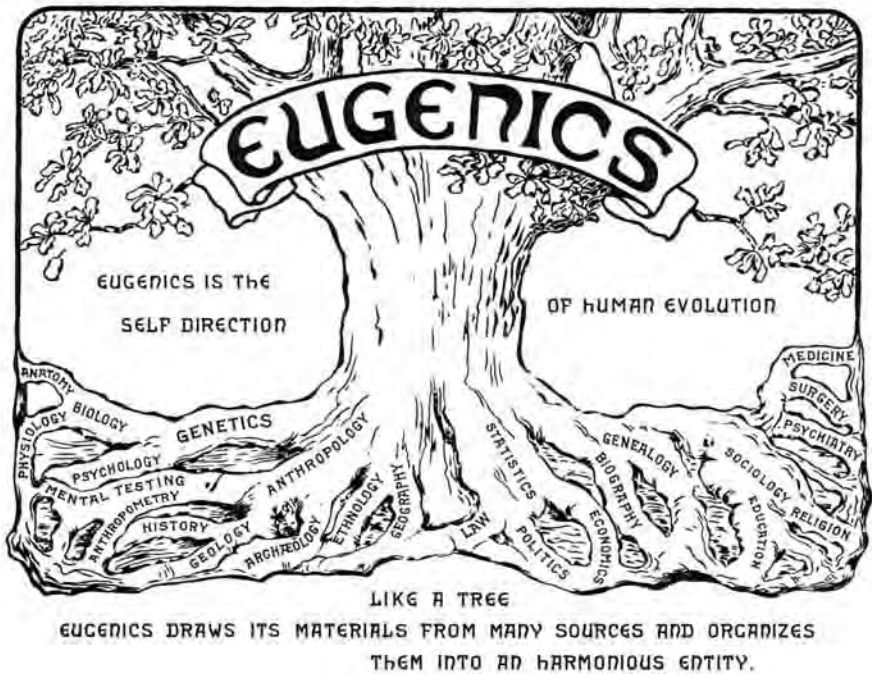 EUGENICS
EUGENICS IS THE
SELF DIRECTION
OF HUMAN EVOLUTION
ANATOMY
PHYSIOLOGY
BIOLOGY
GENETICS
PSYCHOLOGY
MENTAL TESTING
ANTHROPOMETRY
HISTORY
GEOLOGY
ANTHROPOLOGY
ARCHÆOLOGY
ETHNOLOGY
GEOGRAPHY
LAW
STATISTICS
POLITICS
ECONOMICS
BIOGRAPHY
GENEALOGY
SOCIOLOGY
EDUCATION
RELIGION
PSYCHIATRY
SURGERY
MEDICINE
LIKE A TREE
EUGENICS DRAWS ITS MATERIALS FROM MANY SOURCES AND ORGANIZES
THEM INTO AN HARMONIOUS ENTITY.